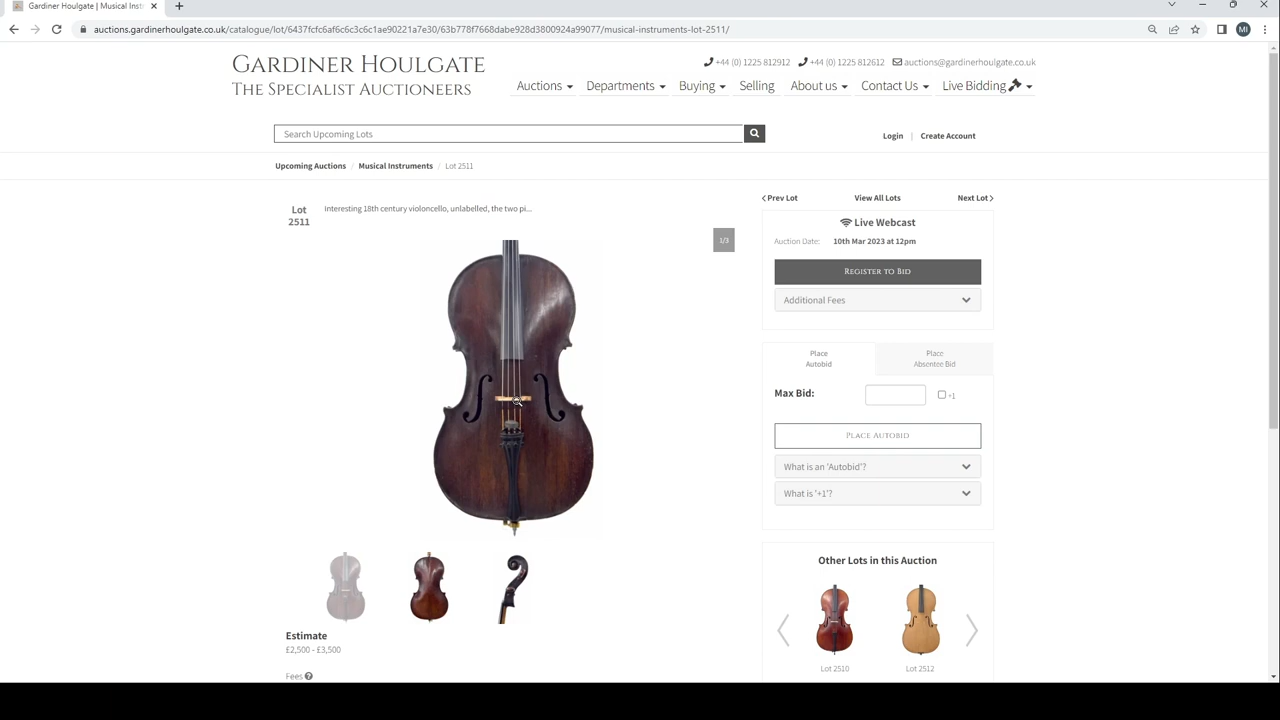 Gardiner Houlgate | Musical Inst
auctions.gardinerhoulgate.co.uk/catalogue/lot/6437fcfc6af6c6c3c6c1ae90221a7e30/63b778f7668dabe928d3800924a99077/musical-instruments-lot-2511/
MI
GARDINER HOULGATE
THE SPECIALIST AUCTIONEERS
+44 (0) 1225 812912 +44 (0) 1225 812612 auctions@gardinerhoulgate.co.uk
Auctions Departments Buying Selling About us Contact Us Live Bidding
Search Upcoming Lots
Login | Create Account
Upcoming Auctions / Musical Instruments / Lot 2511
Lot
2511
Interesting 18th century violoncello, unlabelled, the two pi...
1/3
Prev Lot View All Lots Next Lot
Live Webcast
Auction Date: 10th Mar 2023 at 12pm
REGISTER TO BID
Additional Fees
Place
Autobid
Place
Absentee Bid
Max Bid: +1
PLACE AUTOBID
What is an 'Autobid'?
What is '+1'?
Other Lots in this Auction
Lot 2510 Lot 2512
Estimate
£2,500 - £3,500
Fees